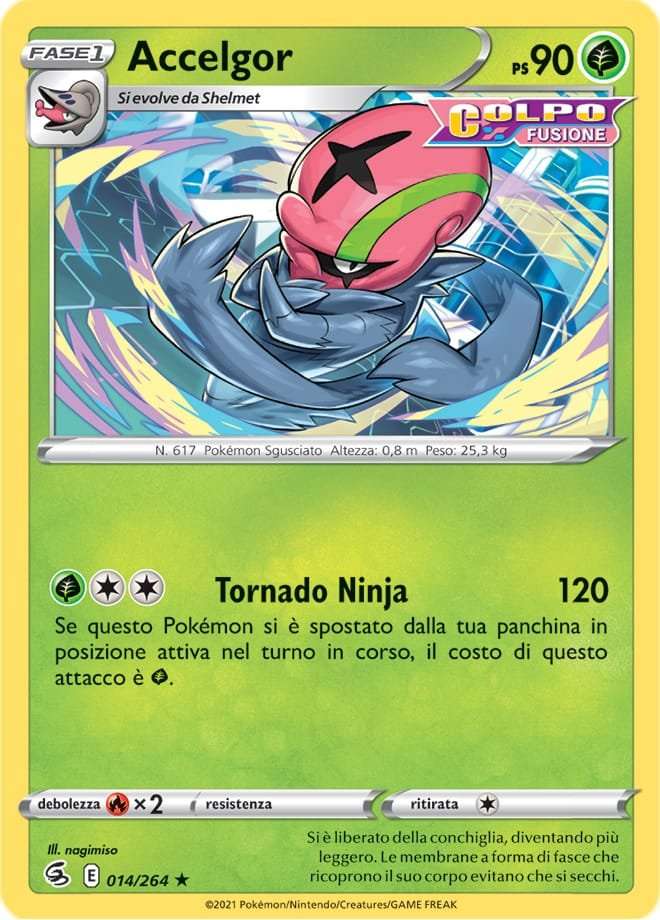 FASE 1
Accelgor
PS 90
Si evolve da Shelmet
COLPO
FUSIONE
N. 617 Pokémon Sgusciato Altezza: 0,8 m Peso: 25,3 kg
Tornado Ninja 120
Se questo Pokémon si è spostato dalla tua panchina in
posizione attiva nel turno in corso, il costo di questo
attacco è .
debolezza ×2 resistenza ritirata
Ill. nagimiso
E 014/264 ★
Si è liberato della conchiglia, diventando più
leggero. Le membrane a forma di fasce che
ricoprono il suo corpo evitano che si secchi.
©2021 Pokémon/Nintendo/Creatures/GAME FREAK